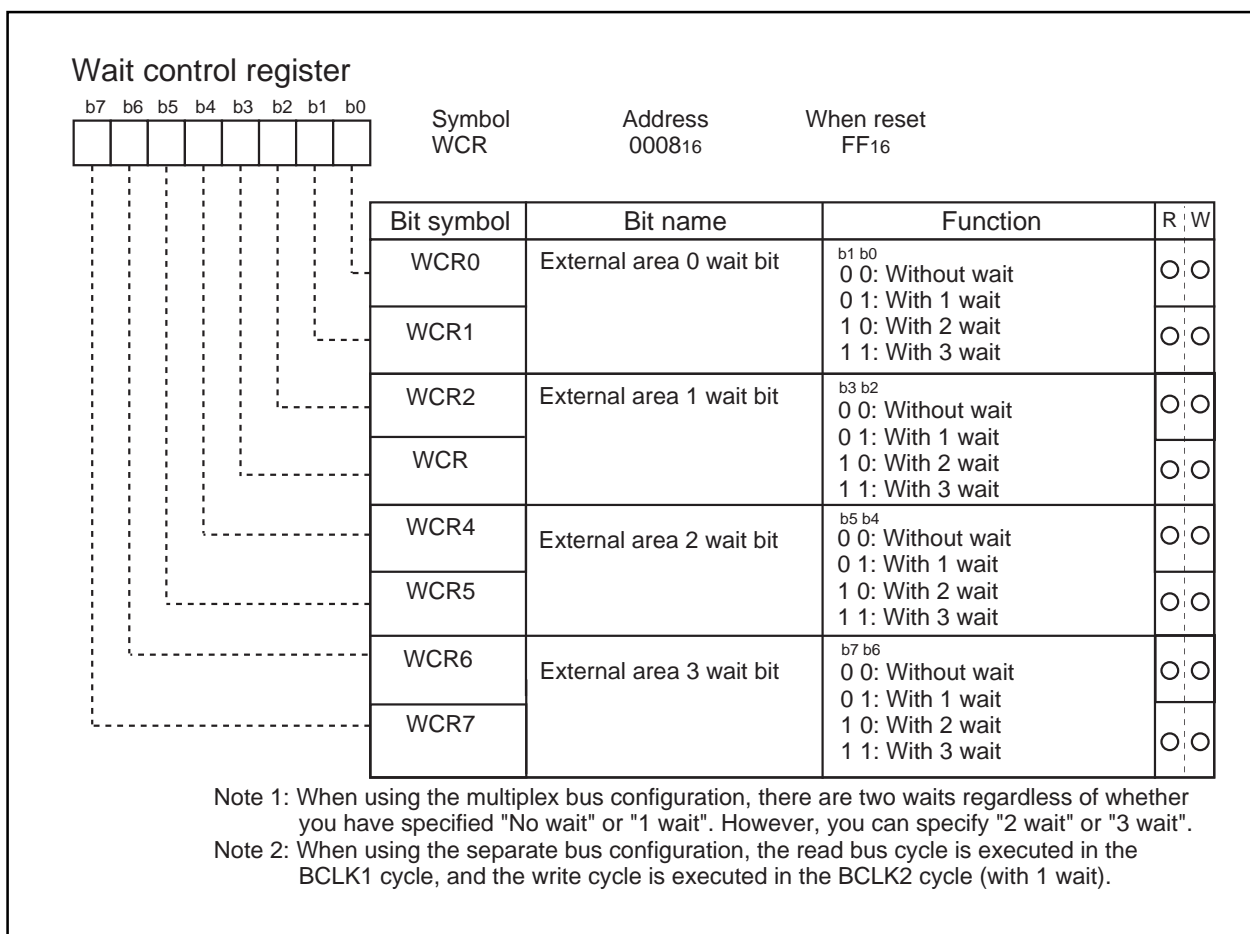 Wait control register
b7 b6 b5 b4 b3 b2 b1 b0
Symbol Address When reset
WCR 000816 FF16
Bit symbol Bit name Function R W
WCR0 External area 0 wait bit b1 b0
0 0: Without wait
0 1: With 1 wait
WCR1 1 0: With 2 wait
1 1: With 3 wait
WCR2 External area 1 wait bit b3 b2
0 0: Without wait
0 1: With 1 wait
WCR 1 0: With 2 wait
1 1: With 3 wait
WCR4 External area 2 wait bit b5 b4
0 0: Without wait
0 1: With 1 wait
WCR5 1 0: With 2 wait
1 1: With 3 wait
WCR6 External area 3 wait bit b7 b6
0 0: Without wait
0 1: With 1 wait
WCR7 1 0: With 2 wait
1 1: With 3 wait
Note 1: When using the multiplex bus configuration, there are two waits regardless of whether
you have specified "No wait" or "1 wait". However, you can specify "2 wait" or "3 wait".
Note 2: When using the separate bus configuration, the read bus cycle is executed in the
BCLK1 cycle, and the write cycle is executed in the BCLK2 cycle (with 1 wait).